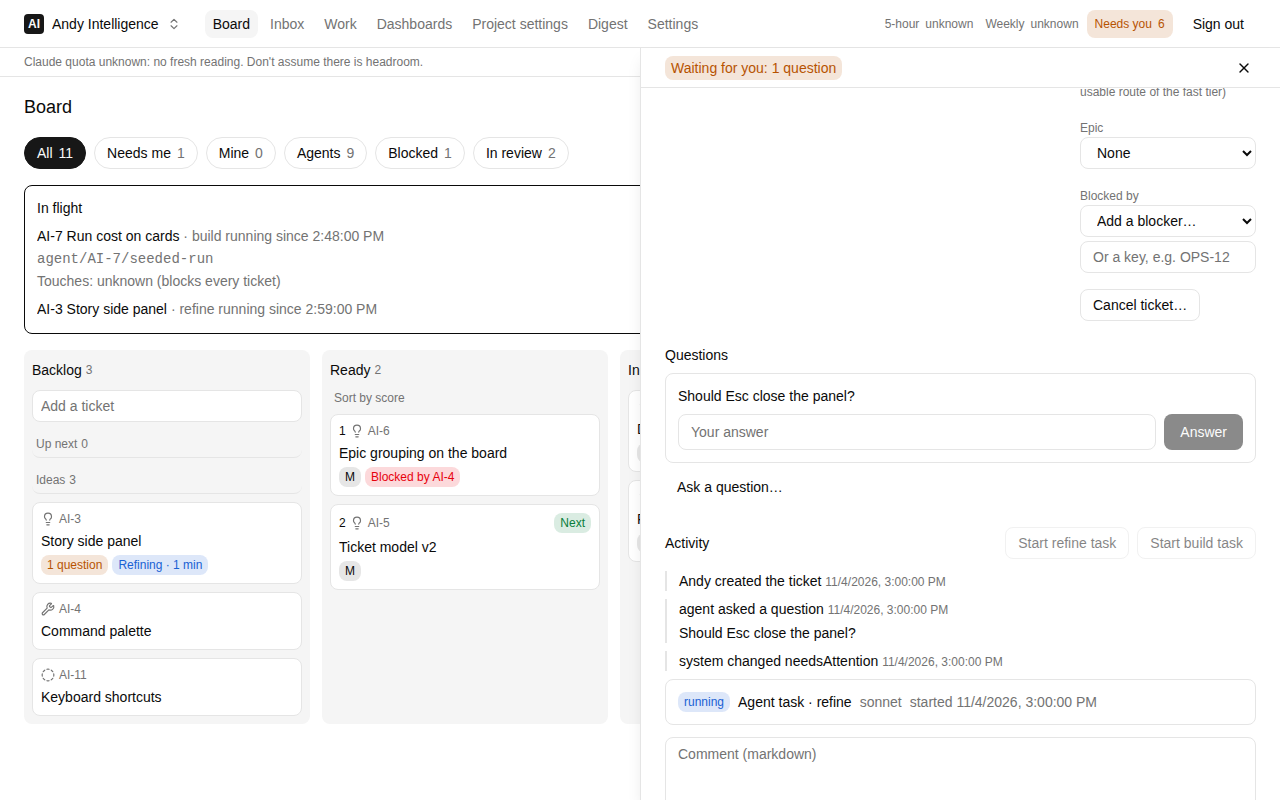 AI Andy Intelligence Board Inbox Work Dashboards Project settings Digest Settings 5-hour unknown Weekly unknown Needs you 6 Sign out
Claude quota unknown: no fresh reading. Don't assume there is headroom.
Board
All 11 Needs me 1 Mine 0 Agents 9 Blocked 1 In review 2
In flight
AI-7 Run cost on cards · build running since 2:48:00 PM
agent/AI-7/seeded-run
Touches: unknown (blocks every ticket)
AI-3 Story side panel · refine running since 2:59:00 PM
Backlog 3
Add a ticket
Up next 0
Ideas 3
AI-3
Story side panel
1 question Refining · 1 min
AI-4
Command palette
AI-11
Keyboard shortcuts
Ready 2
Sort by score
1 AI-6
Epic grouping on the board
M Blocked by AI-4
2 AI-5 Next
Ticket model v2
M
In
Waiting for you: 1 question
usable route of the fast tier)
Epic
None
Blocked by
Add a blocker…
Or a key, e.g. OPS-12
Cancel ticket…
Questions
Should Esc close the panel?
Your answer Answer
Ask a question…
Activity Start refine task Start build task
Andy created the ticket 11/4/2026, 3:00:00 PM
agent asked a question 11/4/2026, 3:00:00 PM
Should Esc close the panel?
system changed needsAttention 11/4/2026, 3:00:00 PM
running Agent task · refine sonnet started 11/4/2026, 3:00:00 PM
Comment (markdown)